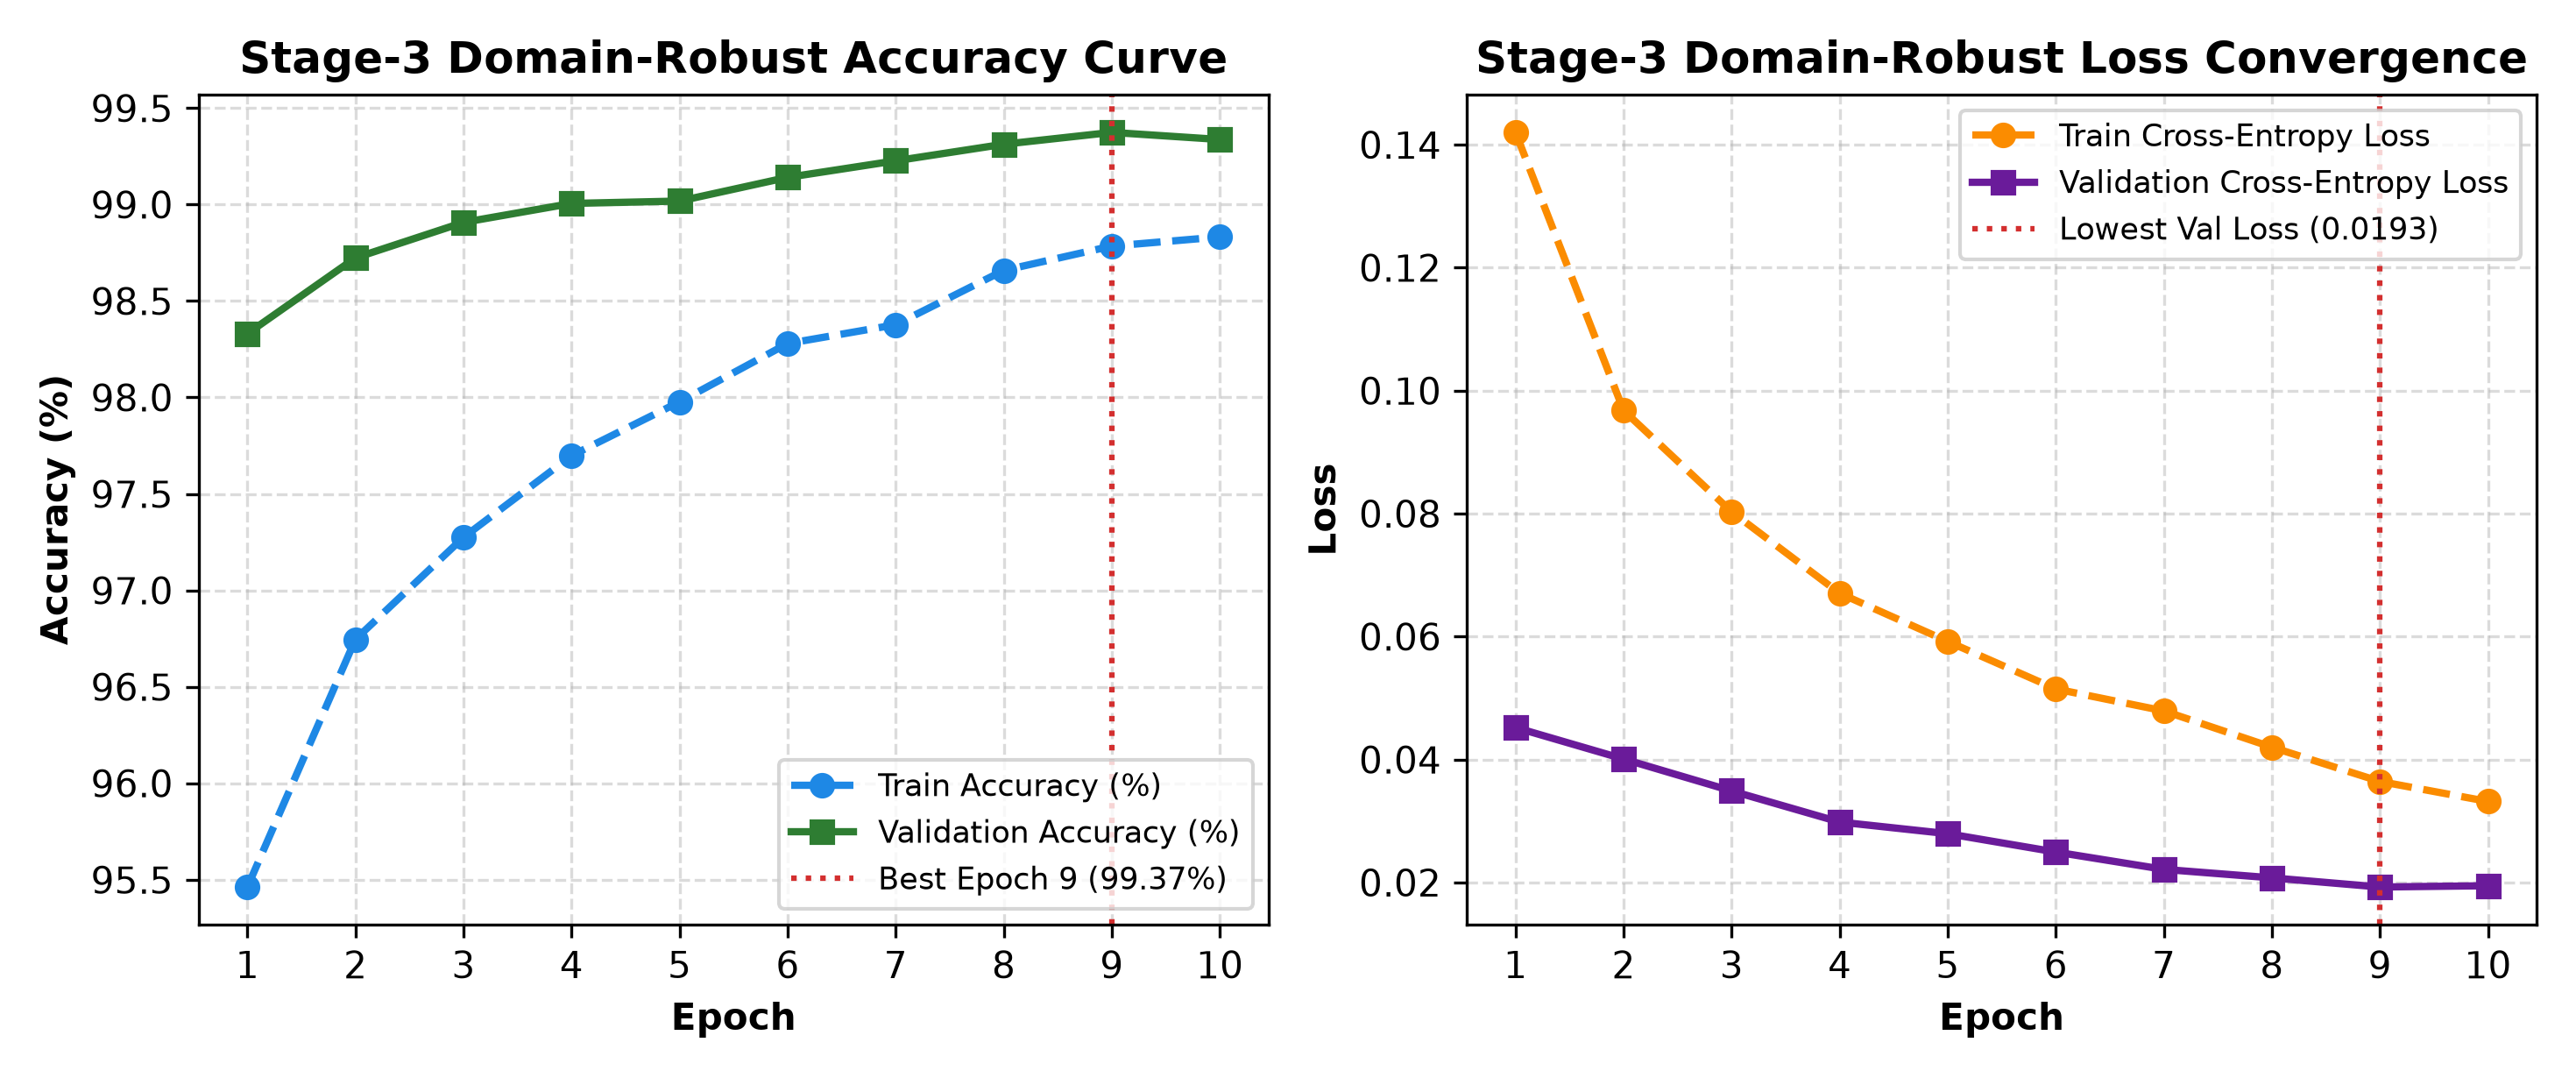 Stage-3 Domain-Robust Accuracy Curve
Accuracy (%)
99.5
99.0
98.5
98.0
97.5
97.0
96.5
96.0
95.5
Train Accuracy (%)
Validation Accuracy (%)
Best Epoch 9 (99.37%)
1 2 3 4 5 6 7 8 9 10
Epoch
Stage-3 Domain-Robust Loss Convergence
Loss
0.14
0.12
0.10
0.08
0.06
0.04
0.02
Train Cross-Entropy Loss
Validation Cross-Entropy Loss
Lowest Val Loss (0.0193)
1 2 3 4 5 6 7 8 9 10
Epoch